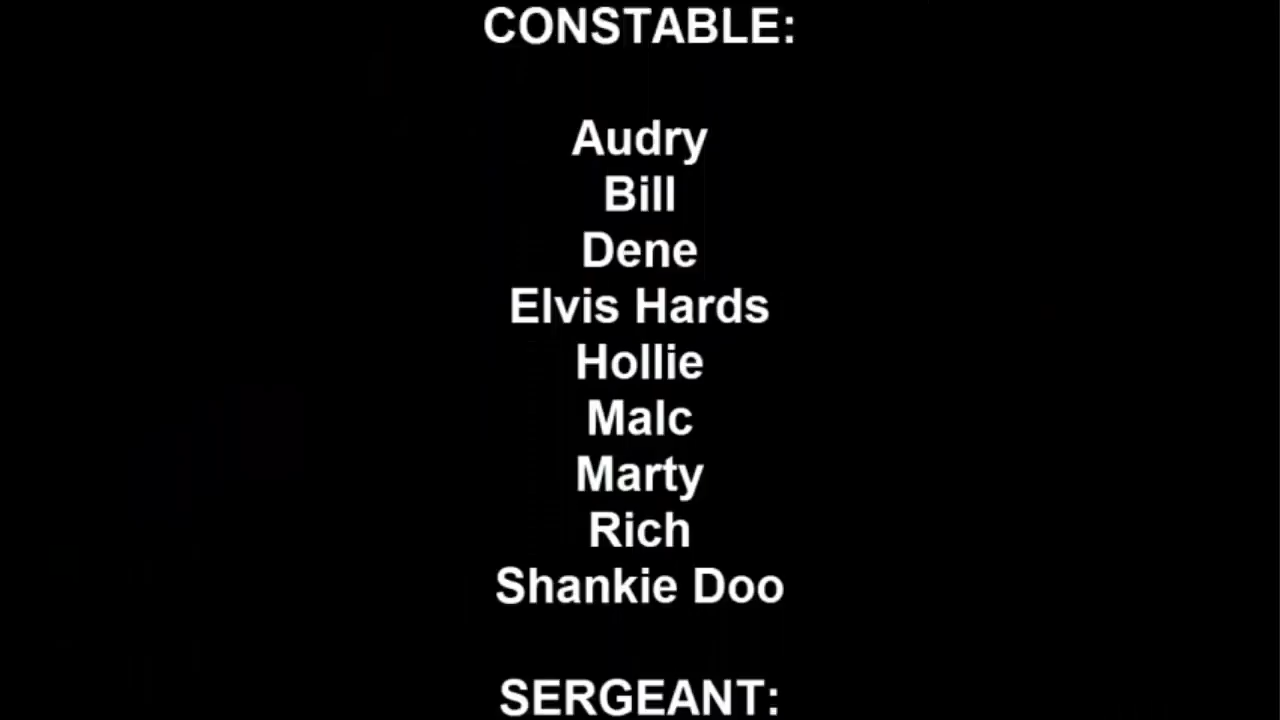 CONSTABLE:
Audry
Bill
Dene
Elvis Hards
Hollie
Malc
Marty
Rich
Shankie Doo
SERGEANT: